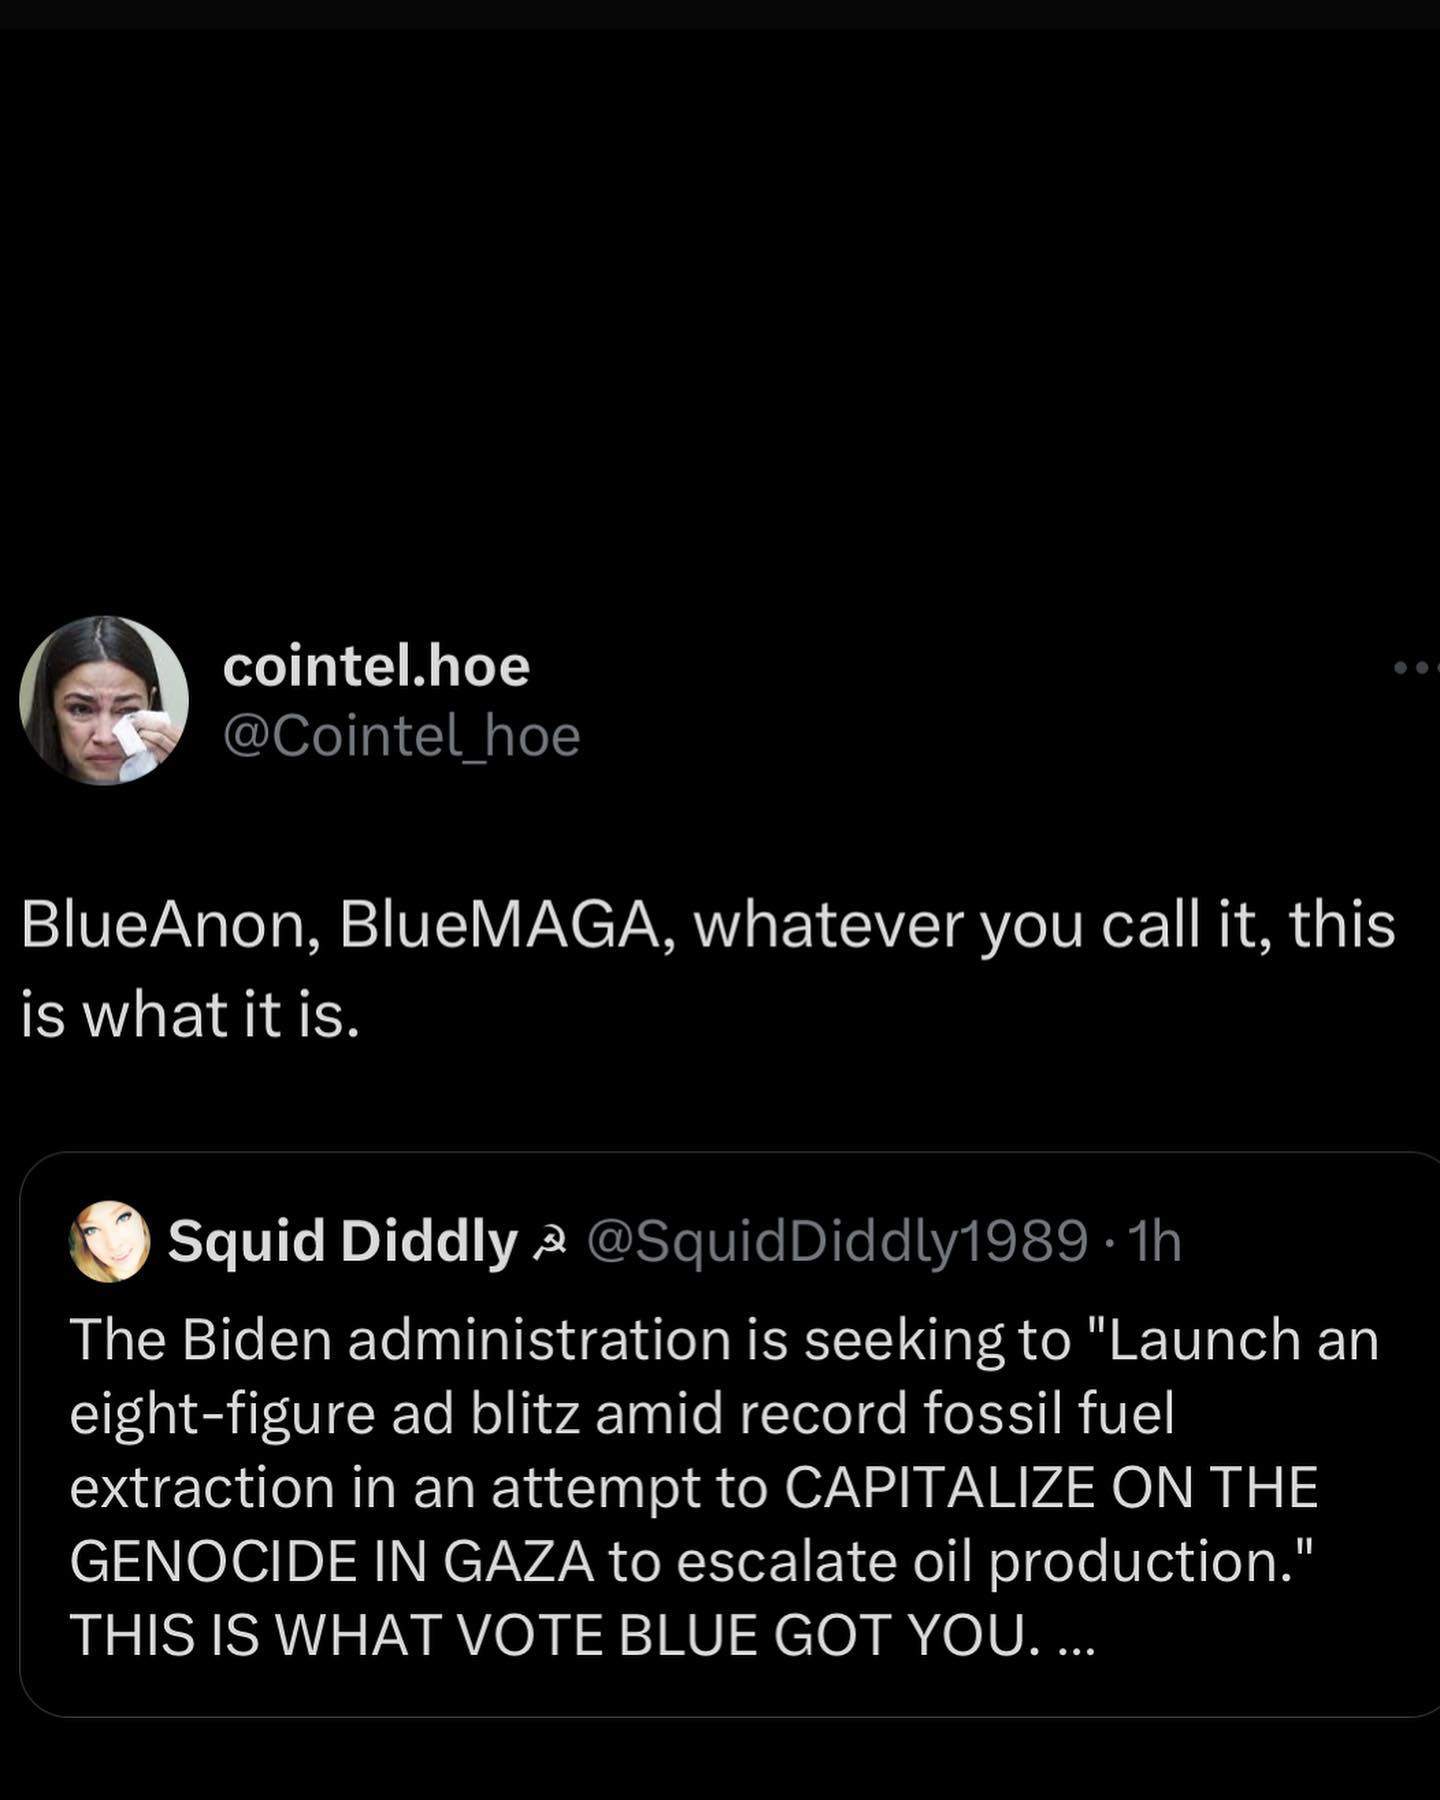 cointel.hoe
@Cointel_hoe
BlueAnon, BlueMAGA, whatever you call it, this
is what it is.
Squid Diddly ☭ @SquidDiddly1989 · 1h
The Biden administration is seeking to "Launch an
eight-figure ad blitz amid record fossil fuel
extraction in an attempt to CAPITALIZE ON THE
GENOCIDE IN GAZA to escalate oil production."
THIS IS WHAT VOTE BLUE GOT YOU. ...